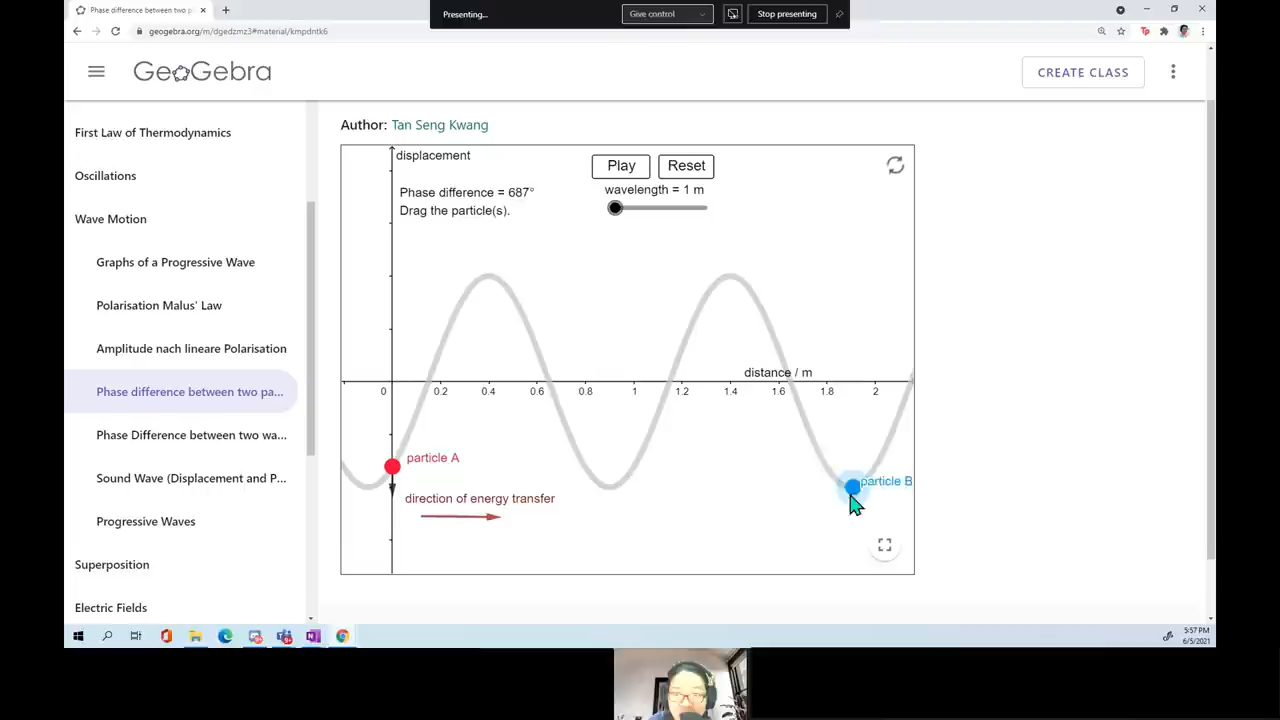 Phase difference between two par
Presenting...
Give control
Stop presenting
geogebra.org/m/dgedzmz3#material/kmpdntk6
GeoGebra
CREATE CLASS
First Law of Thermodynamics
Oscillations
Wave Motion
Graphs of a Progressive Wave
Polarisation Malus' Law
Amplitude nach lineare Polarisation
Phase difference between two pa...
Phase Difference between two wa...
Sound Wave (Displacement and P...
Progressive Waves
Superposition
Electric Fields
Author: Tan Seng Kwang
displacement
Play
Reset
Phase difference = 687°
wavelength = 1 m
Drag the particle(s).
distance / m
0 0.2 0.4 0.6 0.8 1 1.2 1.4 1.6 1.8 2
particle A
particle B
direction of energy transfer
5:57 PM
6/5/2021